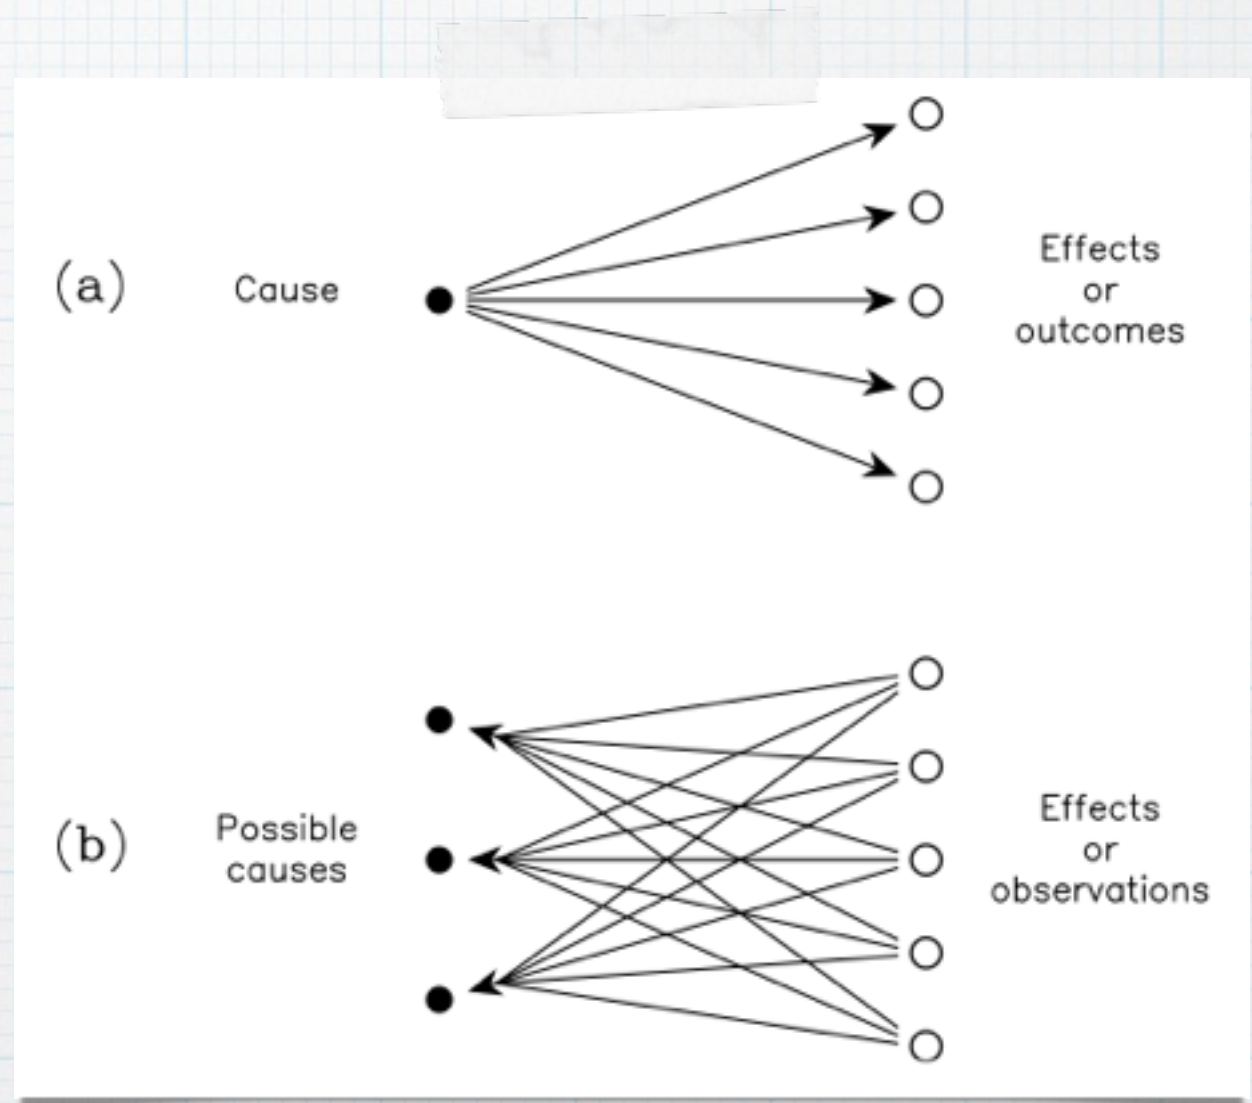 (a)
Cause
Effects
or
outcomes
(b)
Possible
causes
Effects
or
observations